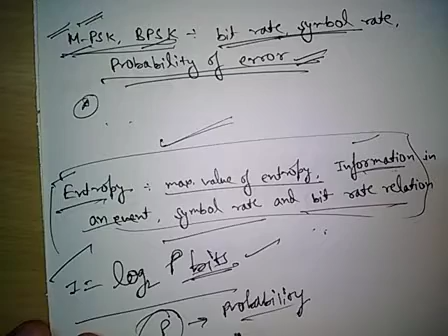 M-PSK, BPSK :- bit rate, symbol rate,
Probability of error
A
Entropy :- max. value of entropy, Information in
an event, symbol rate and bit rate relation
I = log₂ P bits.
P → Probability